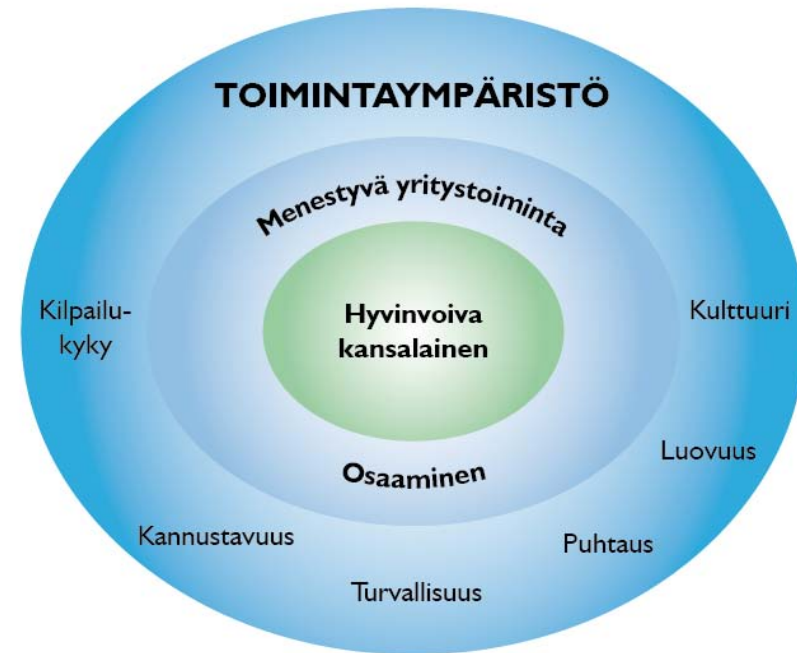 TOIMINTAYMPÄRISTÖ
Menestyvä yritystoiminta
Kilpailu-
kyky
Hyvinvoiva
kansalainen
Kulttuuri
Luovuus
Osaaminen
Kannustavuus
Puhtaus
Turvallisuus